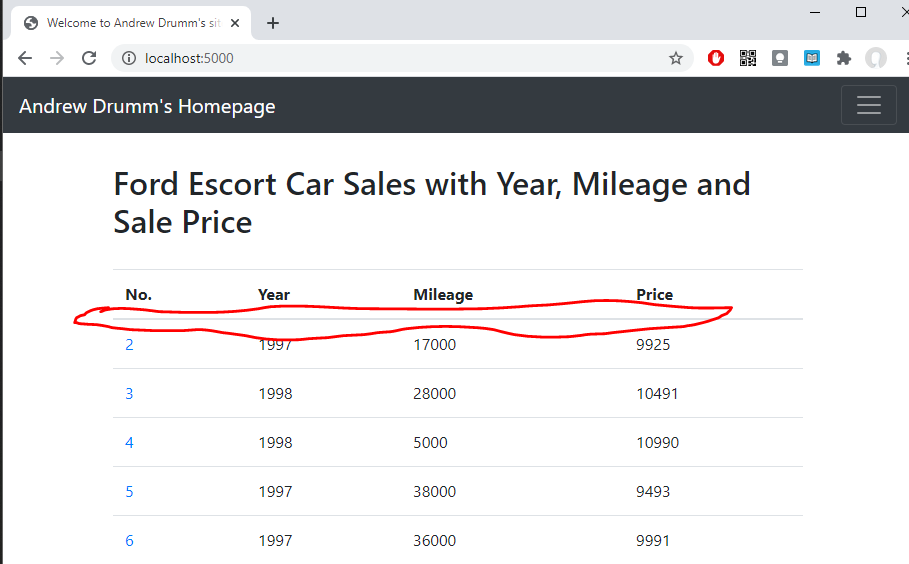 Welcome to Andrew Drumm's sit
localhost:5000
Andrew Drumm's Homepage
Ford Escort Car Sales with Year, Mileage and
Sale Price
No. Year Mileage Price
2 1997 17000 9925
3 1998 28000 10491
4 1998 5000 10990
5 1997 38000 9493
6 1997 36000 9991